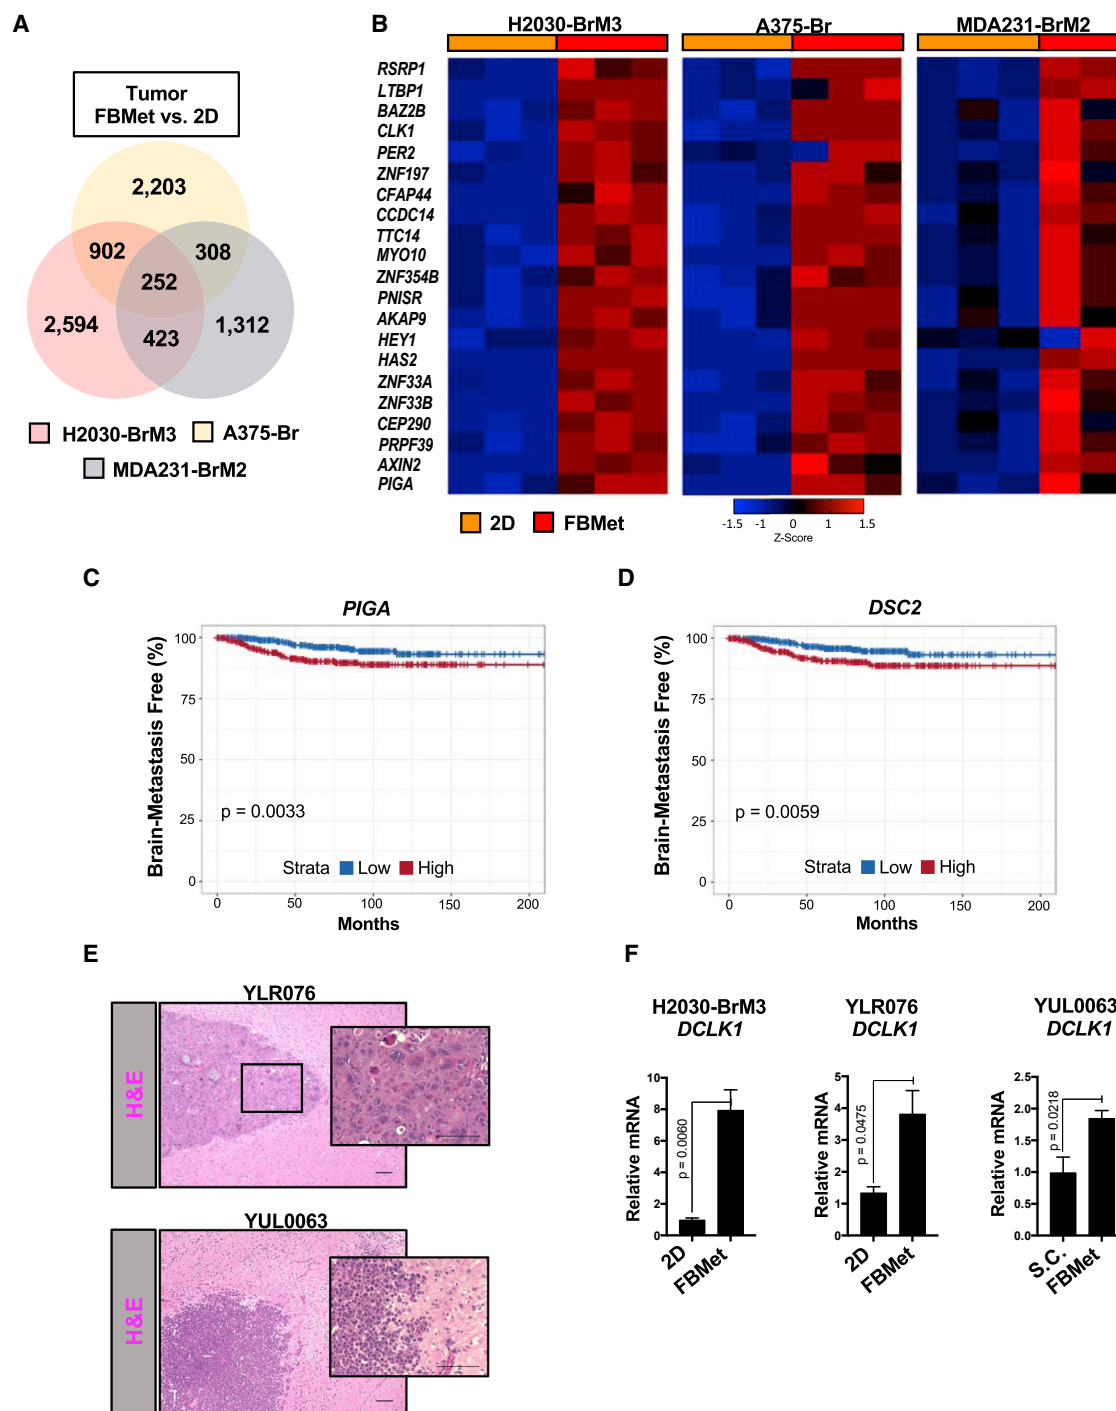 A
Tumor
FBMet vs. 2D
2,203
902
308
252
2,594
423
1,312
H2030-BrM3
A375-Br
MDA231-BrM2
B
H2030-BrM3
A375-Br
MDA231-BrM2
RSRP1
LTBP1
BAZ2B
CLK1
PER2
ZNF197
CFAP44
CCDC14
TTC14
MYO10
ZNF354B
PNISR
AKAP9
HEY1
HAS2
ZNF33A
ZNF33B
CEP290
PRPF39
AXIN2
PIGA
2D
FBMet
-1.5 -1 0 1 1.5
Z-Score
C
PIGA
Brain-Metastasis Free (%)
100
75
50
25
0
p = 0.0033
Strata Low High
0 50 100 150 200
Months
D
DSC2
Brain-Metastasis Free (%)
100
75
50
25
0
p = 0.0059
Strata Low High
0 50 100 150 200
Months
E
YLR076
H&E
YUL0063
H&E
F
H2030-BrM3
DCLK1
Relative mRNA
10
8
6
4
2
0
p = 0.0060
2D
FBMet
YLR076
DCLK1
Relative mRNA
5
4
3
2
1
0
p = 0.0475
2D
FBMet
YUL0063
DCLK1
Relative mRNA
2.5
2.0
1.5
1.0
0.5
0.0
p = 0.0218
S.C.
FBMet